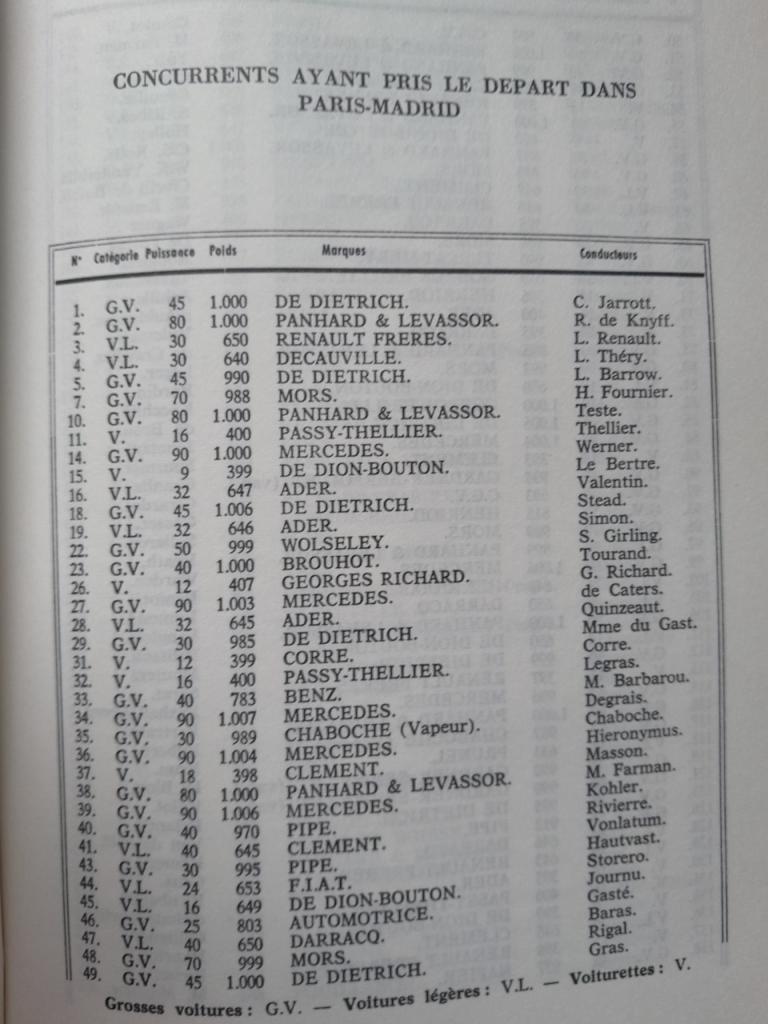 CONCURRENTS AYANT PRIS LE DEPART DANS
PARIS-MADRID
N° Catégorie Puissance Poids Marques Conducteurs
1. G.V. 45 1.000 DE DIETRICH. C. Jarrott.
2. G.V. 80 1.000 PANHARD & LEVASSOR. R. de Knyff.
3. V.L. 30 650 RENAULT FRERES. L. Renault.
4. V.L. 30 640 DECAUVILLE. L. Théry.
5. G.V. 45 990 DE DIETRICH. L. Barrow.
7. G.V. 70 988 MORS. H. Fournier.
10. G.V. 80 1.000 PANHARD & LEVASSOR. Teste.
11. V. 16 400 PASSY-THELLIER. Thellier.
14. G.V. 90 1.000 MERCEDES. Werner.
15. V. 9 399 DE DION-BOUTON. Le Bertre.
16. V.L. 32 647 ADER. Valentin.
18. G.V. 45 1.006 DE DIETRICH. Stead.
19. V.L. 32 646 ADER. Simon.
22. G.V. 50 999 WOLSELEY. S. Girling.
23. G.V. 40 1.000 BROUHOT. Tourand.
26. V. 12 407 GEORGES RICHARD. G. Richard.
27. G.V. 90 1.003 MERCEDES. de Caters.
28. V.L. 32 645 ADER. Quinzeaut.
29. G.V. 30 985 DE DIETRICH. Mme du Gast.
31. V. 12 399 CORRE. Corre.
32. V. 16 400 PASSY-THELLIER. Legras.
33. G.V. 40 783 BENZ. M. Barbarou.
34. G.V. 90 1.007 MERCEDES. Degrais.
35. G.V. 30 989 CHABOCHE (Vapeur). Chaboche.
36. G.V. 90 1.004 MERCEDES. Hieronymus.
37. V. 18 398 CLEMENT. Masson.
38. G.V. 80 1.000 PANHARD & LEVASSOR. M. Farman.
39. G.V. 90 1.006 MERCEDES. Kohler.
40. G.V. 40 970 PIPE. Rivierre.
41. V.L. 40 645 CLEMENT. Vonlatum.
43. G.V. 30 995 PIPE. Hautvast.
44. V.L. 24 653 F.I.A.T. Storero.
45. V.L. 16 649 DE DION-BOUTON. Journu.
46. G.V. 25 803 AUTOMOTRICE. Gasté.
47. V.L. 40 650 DARRACQ. Baras.
48. G.V. 70 999 MORS. Rigal.
49. G.V. 45 1.000 DE DIETRICH. Gras.
Grosses voitures : G.V. — Voitures légères : V.L. — Voiturettes : V.